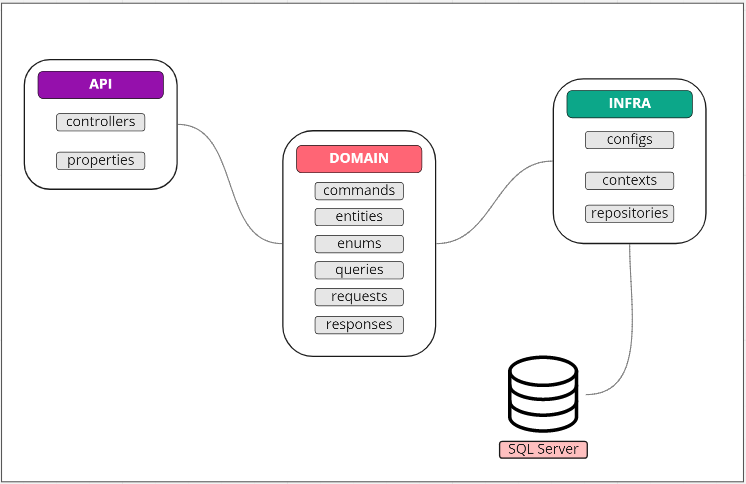 API
controllers
properties
DOMAIN
commands
entities
enums
queries
requests
responses
INFRA
configs
contexts
repositories
SQL Server